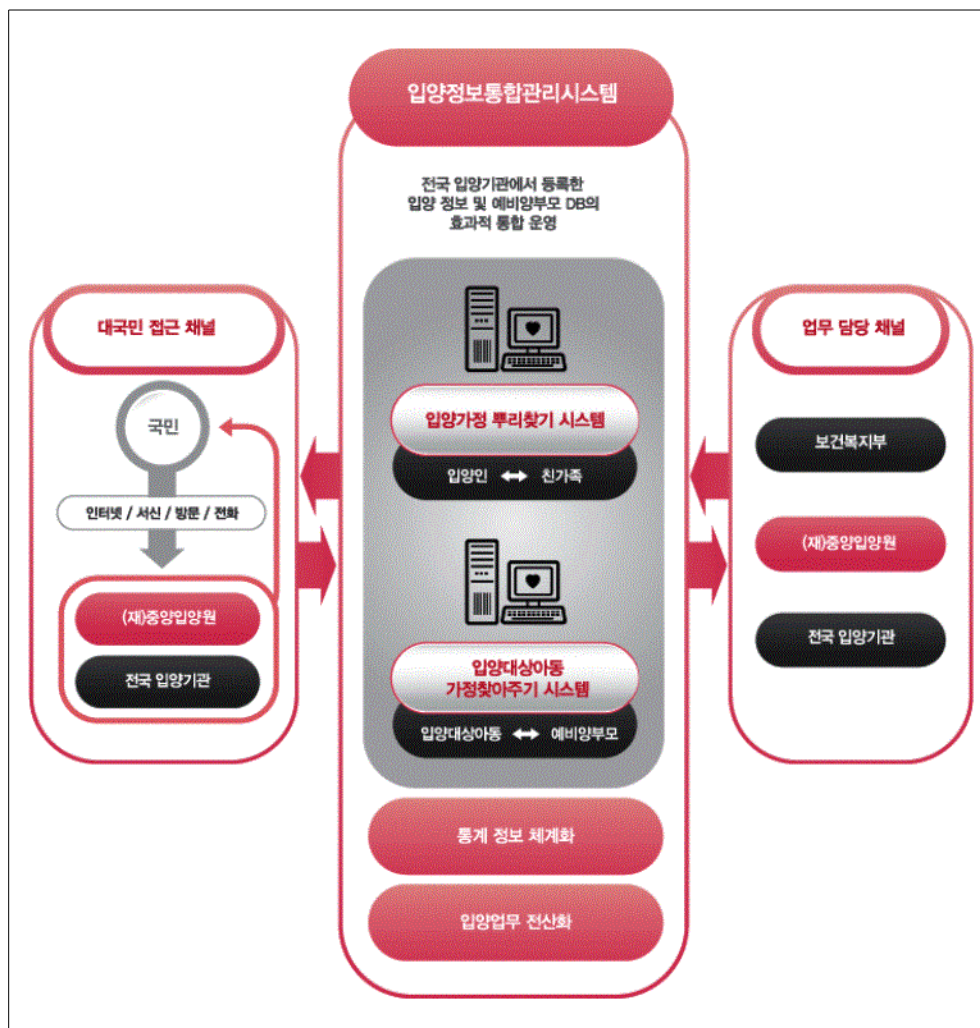 입양정보통합관리시스템
전국 입양기관에서 등록한
입양 정보 및 예비양부모 DB의
효과적 통합 운영
대국민 접근 채널
국민
인터넷 / 서신 / 방문 / 전화
(재)중앙입양원
전국 입양기관
입양가정 뿌리찾기 시스템
입양인 ↔ 친가족
입양대상아동
가정찾아주기 시스템
입양대상아동 ↔ 예비양부모
통계 정보 체계화
입양업무 전산화
업무 담당 채널
보건복지부
(재)중앙입양원
전국 입양기관